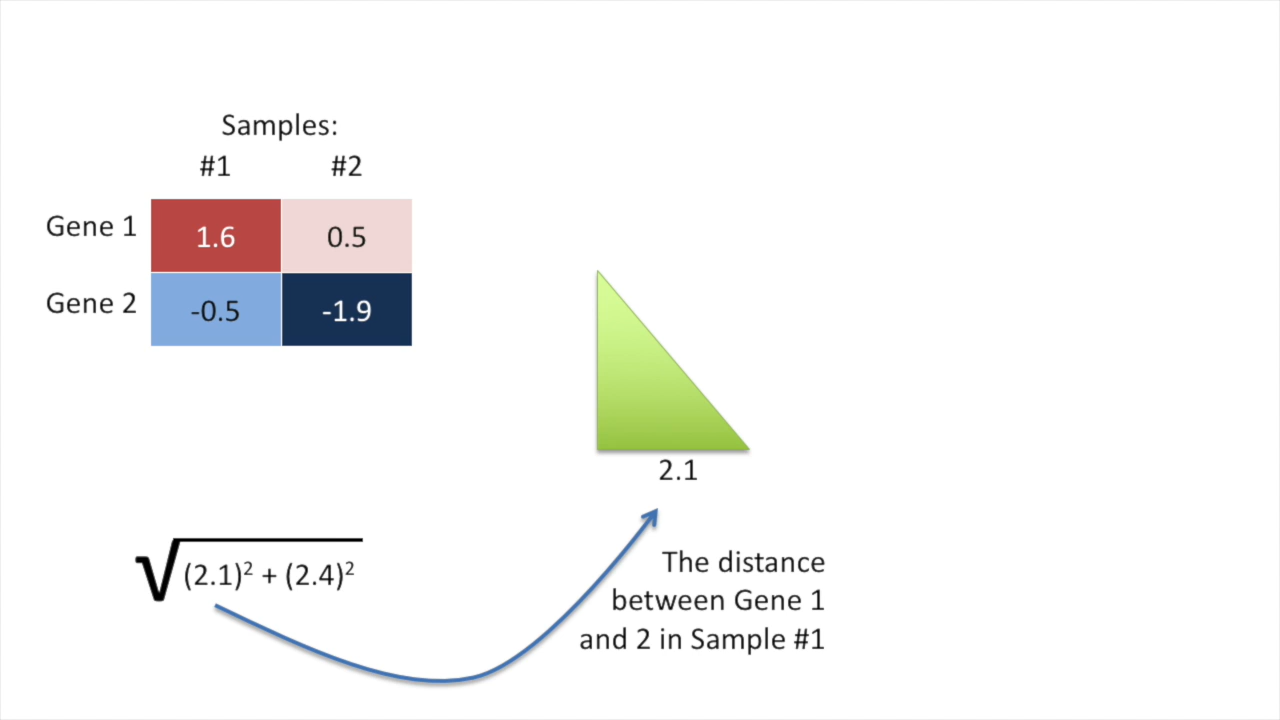 Samples:
#1 #2
Gene 1 1.6 0.5
Gene 2 -0.5 -1.9
2.1
√(2.1)² + (2.4)²
The distance
between Gene 1
and 2 in Sample #1